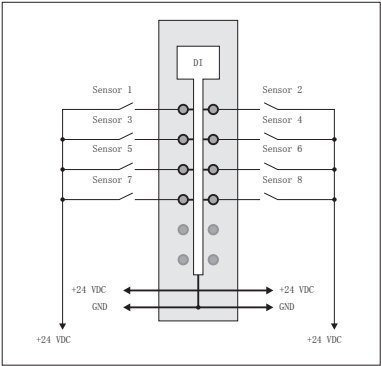 DI
Sensor 1
Sensor 2
Sensor 3
Sensor 4
Sensor 5
Sensor 6
Sensor 7
Sensor 8
+24 VDC
+24 VDC
GND
GND
+24 VDC
+24 VDC